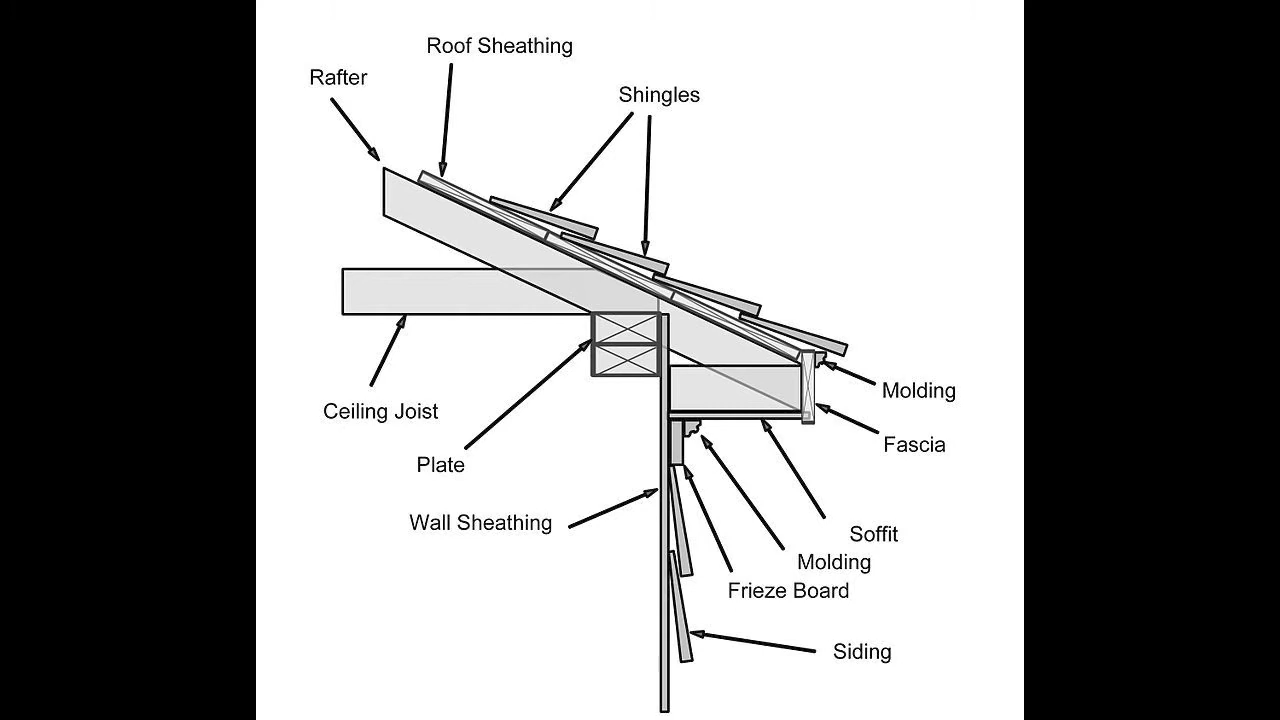 Roof Sheathing
Rafter
Shingles
Molding
Ceiling Joist
Fascia
Plate
Wall Sheathing
Soffit
Molding
Frieze Board
Siding